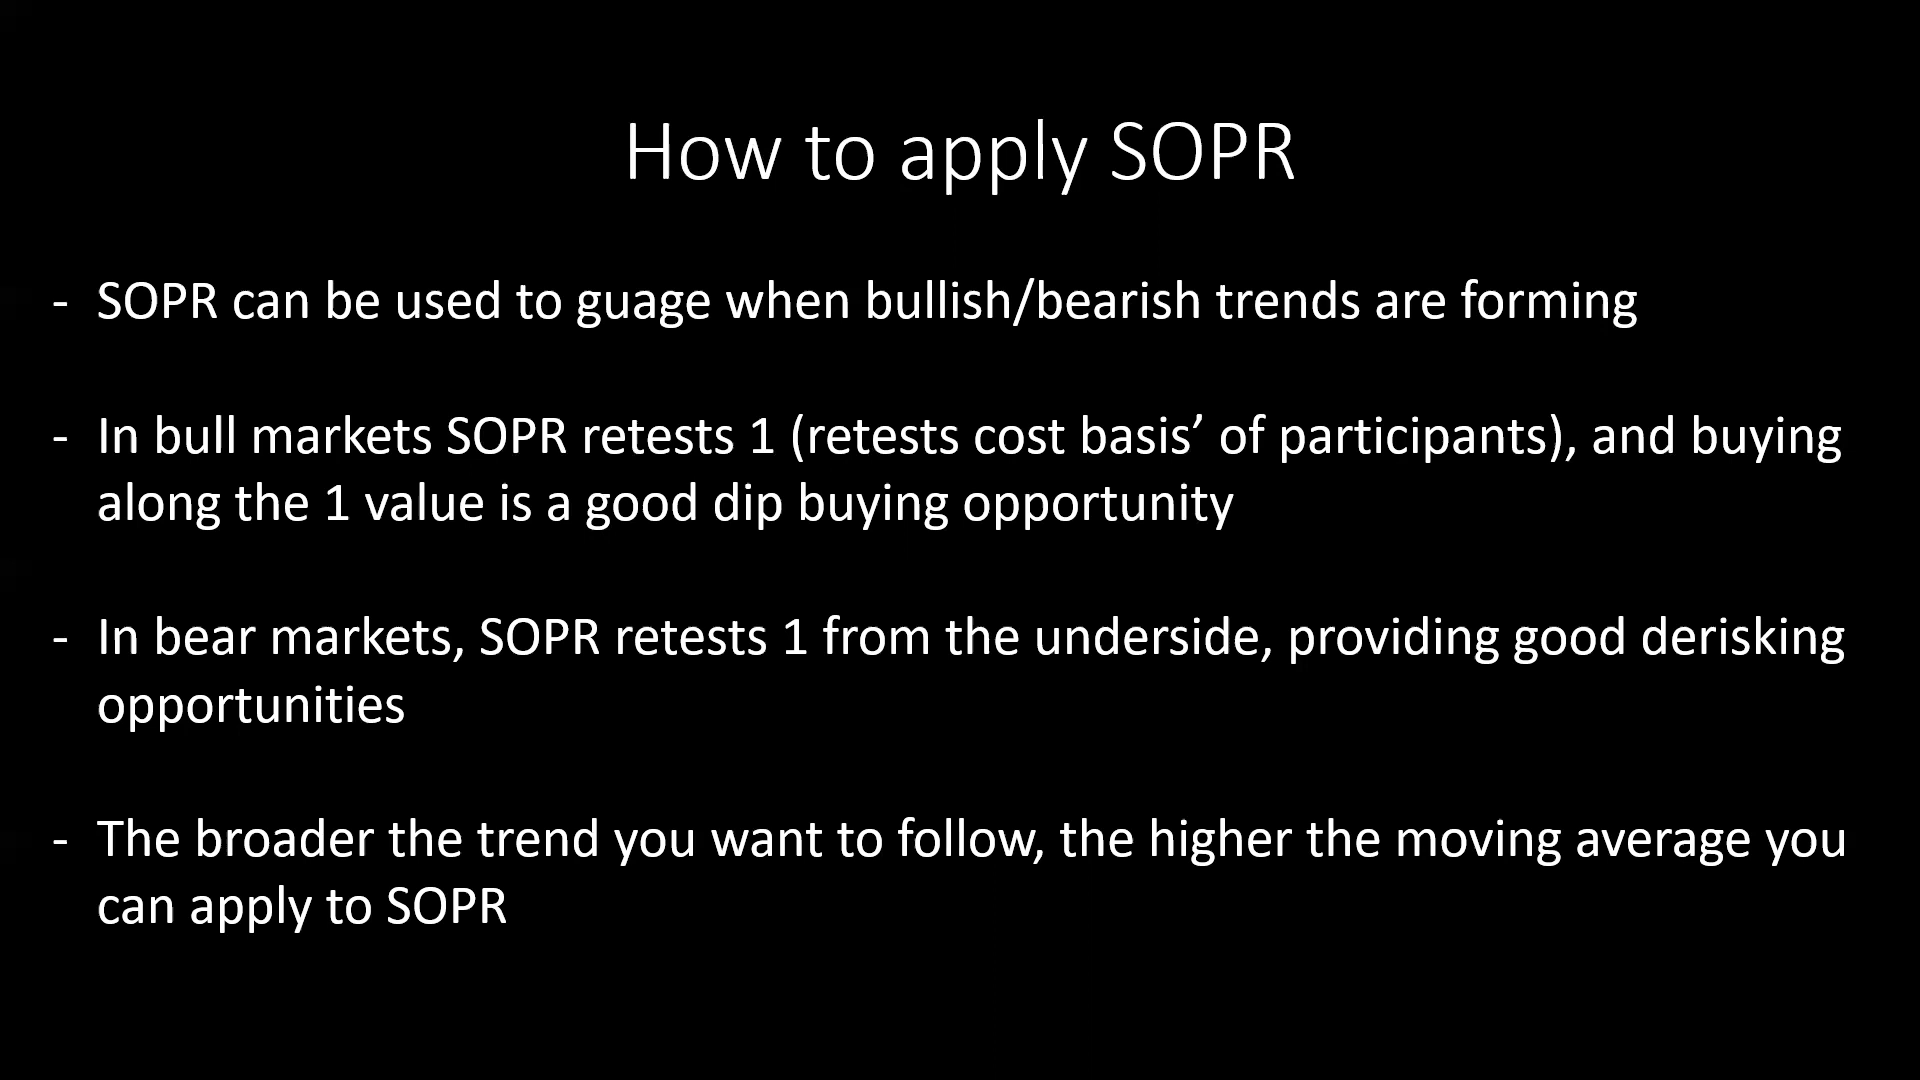 How to apply SOPR
- SOPR can be used to guage when bullish/bearish trends are forming
- In bull markets SOPR retests 1 (retests cost basis’ of participants), and buying
along the 1 value is a good dip buying opportunity
- In bear markets, SOPR retests 1 from the underside, providing good derisking
opportunities
- The broader the trend you want to follow, the higher the moving average you
can apply to SOPR